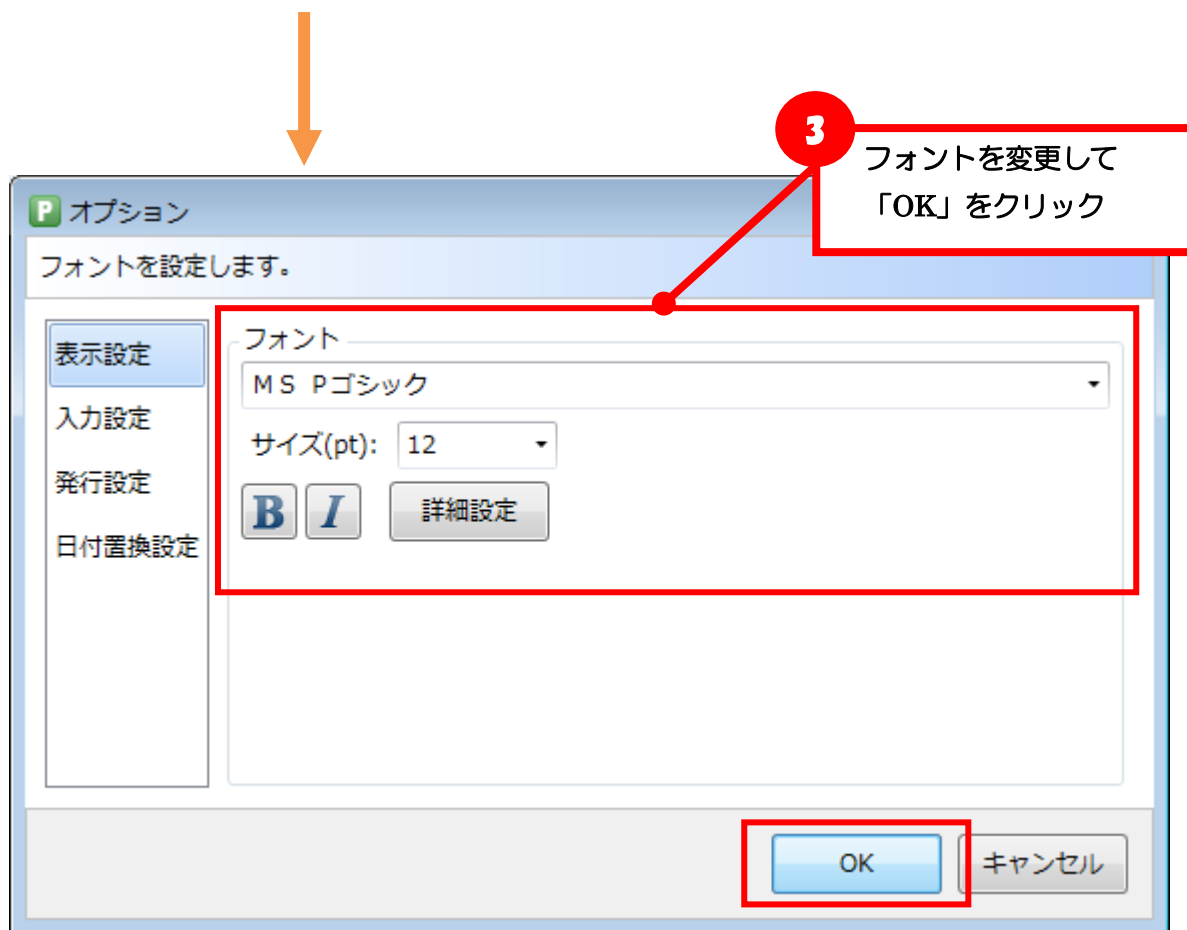 3
フォントを変更して
「OK」をクリック
P オプション
フォントを設定します。
表示設定
入力設定
発行設定
日付置換設定
フォント
ＭＳ Ｐゴシック
サイズ(pt): 12
B I 詳細設定
OK キャンセル